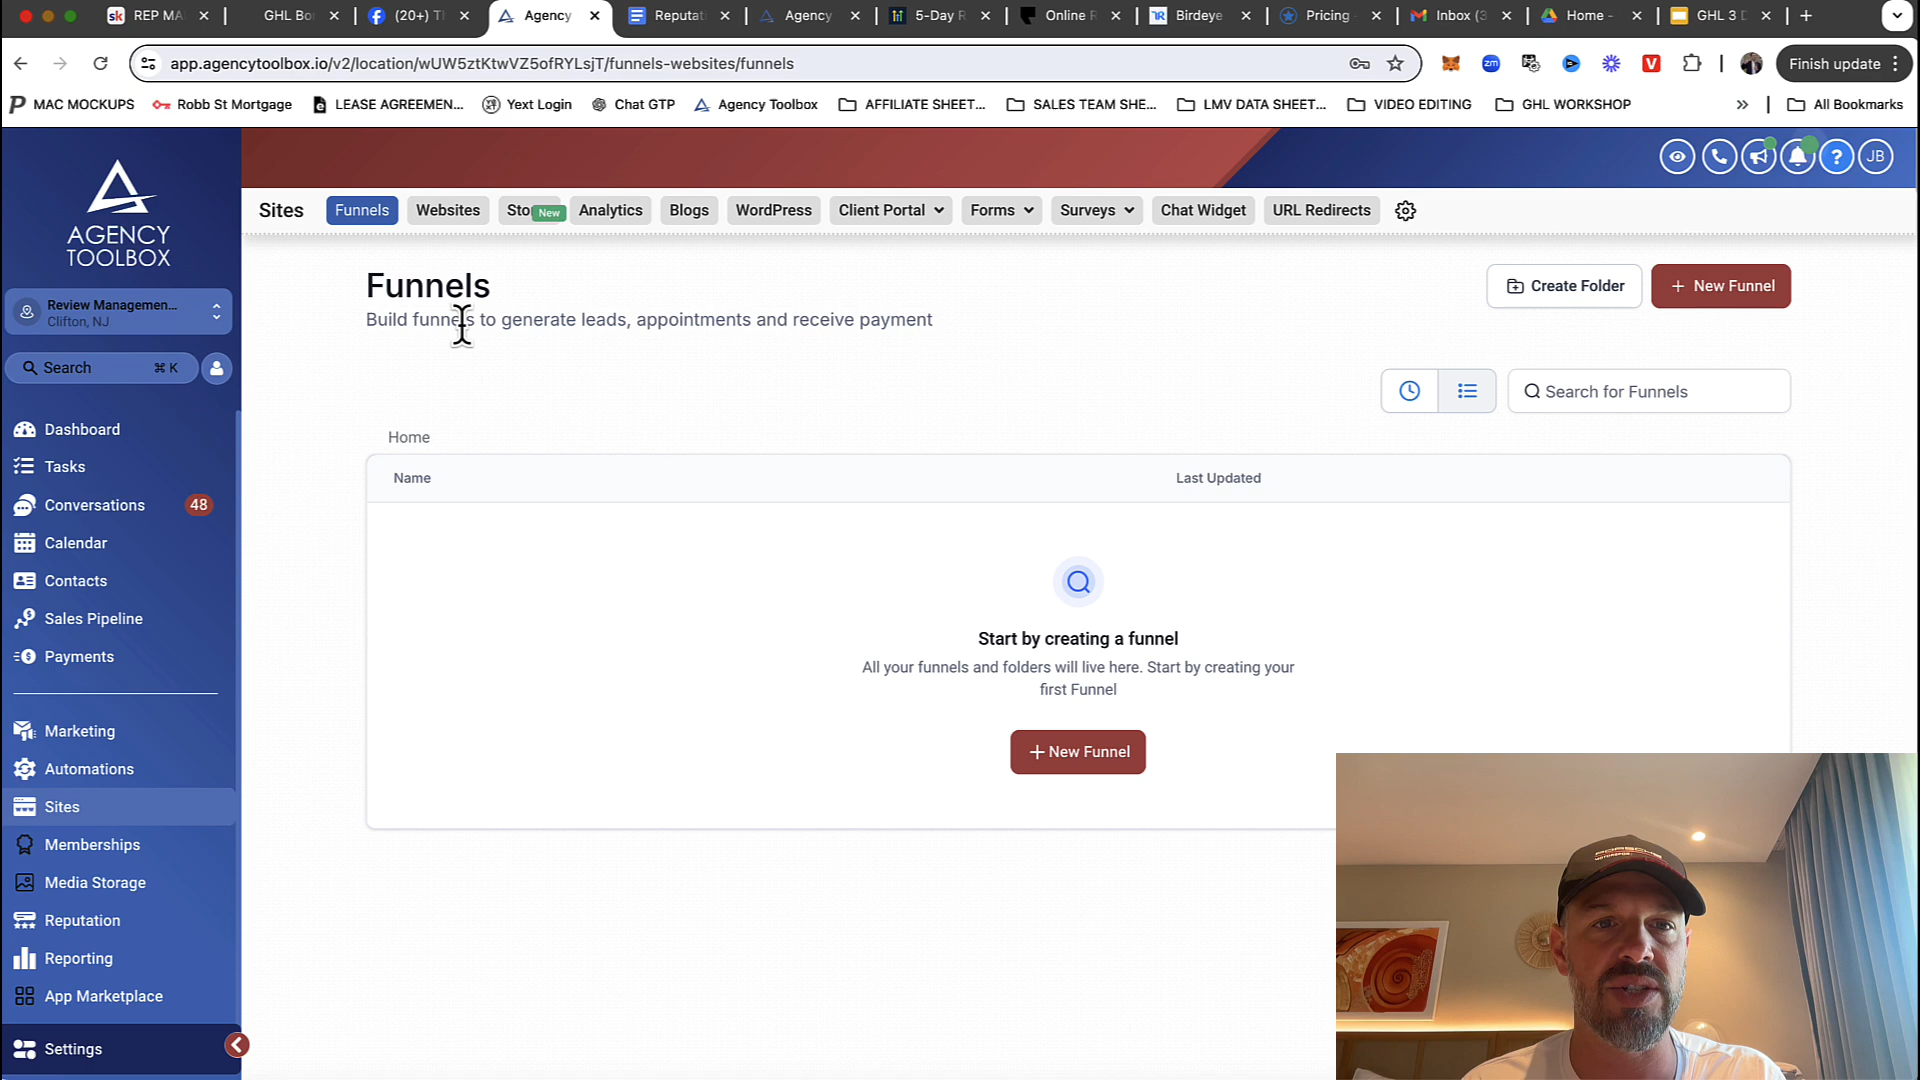 REP MA
GHL Bo
(20+) T
Agency
Reputat
Agency
5-Day R
Online R
Birdeye
Pricing
Inbox (3
Home -
GHL 3 D
app.agencytoolbox.io/v2/location/wUW5ztKtwVZ5ofRYLsjT/funnels-websites/funnels
Finish update
MAC MOCKUPS
Robb St Mortgage
LEASE AGREEMEN...
Yext Login
Chat GTP
Agency Toolbox
AFFILIATE SHEET...
SALES TEAM SHE...
LMV DATA SHEET...
VIDEO EDITING
GHL WORKSHOP
All Bookmarks
AGENCY
TOOLBOX
JB
Sites
Funnels
Websites
Sto
New
Analytics
Blogs
WordPress
Client Portal
Forms
Surveys
Chat Widget
URL Redirects
Review Managemen...
Clifton, NJ
Search
⌘ K
Dashboard
Tasks
Conversations
48
Calendar
Contacts
Sales Pipeline
Payments
Marketing
Automations
Sites
Memberships
Media Storage
Reputation
Reporting
App Marketplace
Settings
Funnels
Build funnels to generate leads, appointments and receive payment
Create Folder
+ New Funnel
Search for Funnels
Home
Name
Last Updated
Start by creating a funnel
All your funnels and folders will live here. Start by creating your
first Funnel
+ New Funnel
PORSCHE